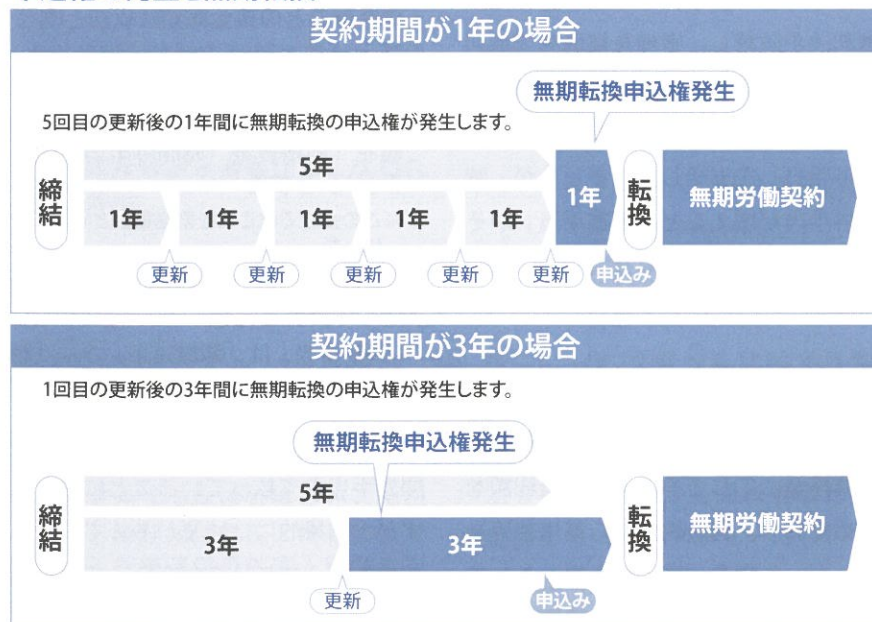 契約期間が1年の場合
無期転換申込権発生
5回目の更新後の1年間に無期転換の申込権が発生します。
締結
5年
1年
1年
1年
1年
1年
1年
転換
無期労働契約
更新
更新
更新
更新
更新
申込み
契約期間が3年の場合
1回目の更新後の3年間に無期転換の申込権が発生します。
無期転換申込権発生
締結
5年
3年
3年
転換
無期労働契約
更新
申込み